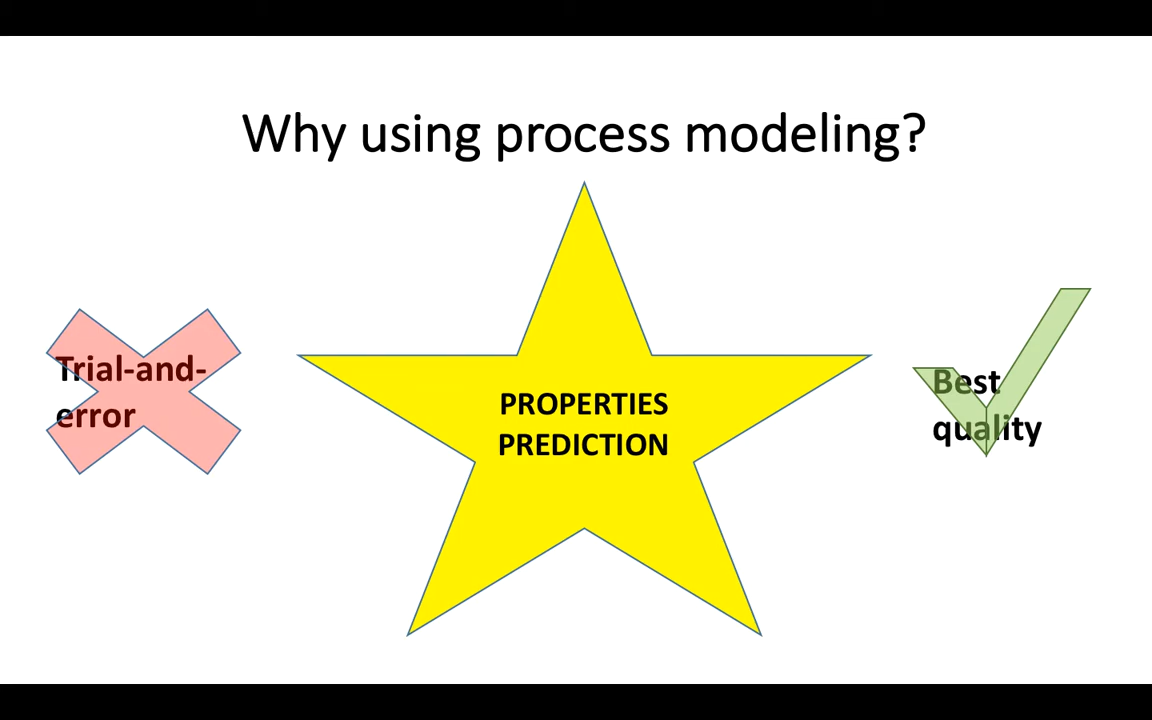 Why using process modeling?
Trial-and-
error
PROPERTIES
PREDICTION
Best
quality